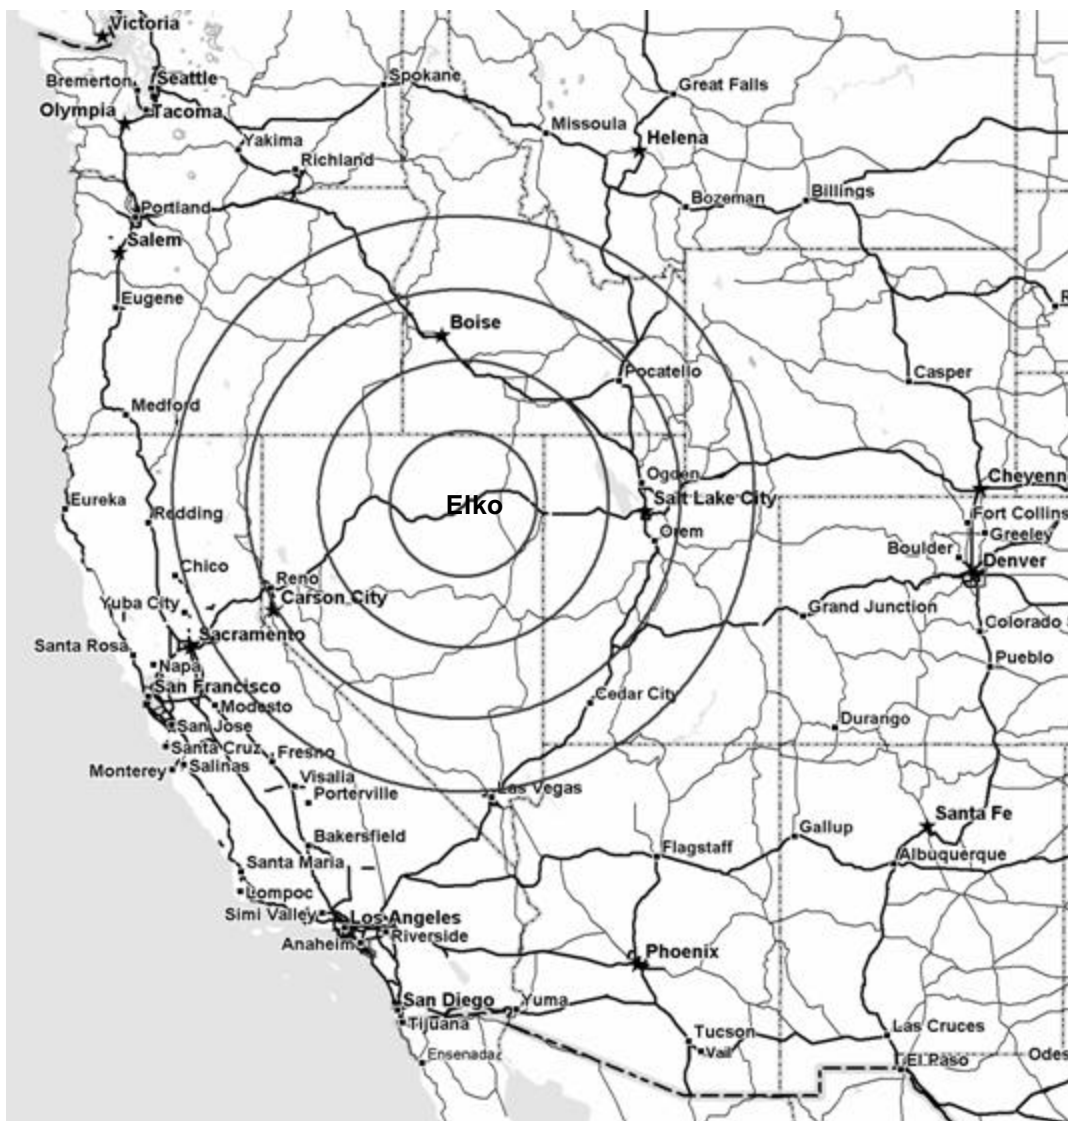 Victoria
Bremerton
Seattle
Spokane
Great Falls
Olympia
Tacoma
Missoula
Helena
Yakima
Richland
Bozeman
Billings
Portland
Salem
Eugene
Boise
Pocatello
Casper
Medford
Ogden
Cheyenn
Eureka
Redding
Elko
Salt Lake City
Fort Collins
Orem
Greeley
Boulder
Denver
Chico
Reno
Carson City
Yuba City
Grand Junction
Colorado
Santa Rosa
Sacramento
Napa
Pueblo
San Francisco
Modesto
Cedar City
San Jose
Durango
Santa Cruz
Fresno
Monterey
Salinas
Visalia
Porterville
Las Vegas
Santa Fe
Bakersfield
Gallup
Santa Maria
Flagstaff
Albuquerque
Lompoc
Simi Valley
Los Angeles
Anaheim
Riverside
Phoenix
San Diego
Yuma
Tijuana
Tucson
Las Cruces
Vail
Ensenada
El Paso
Odes